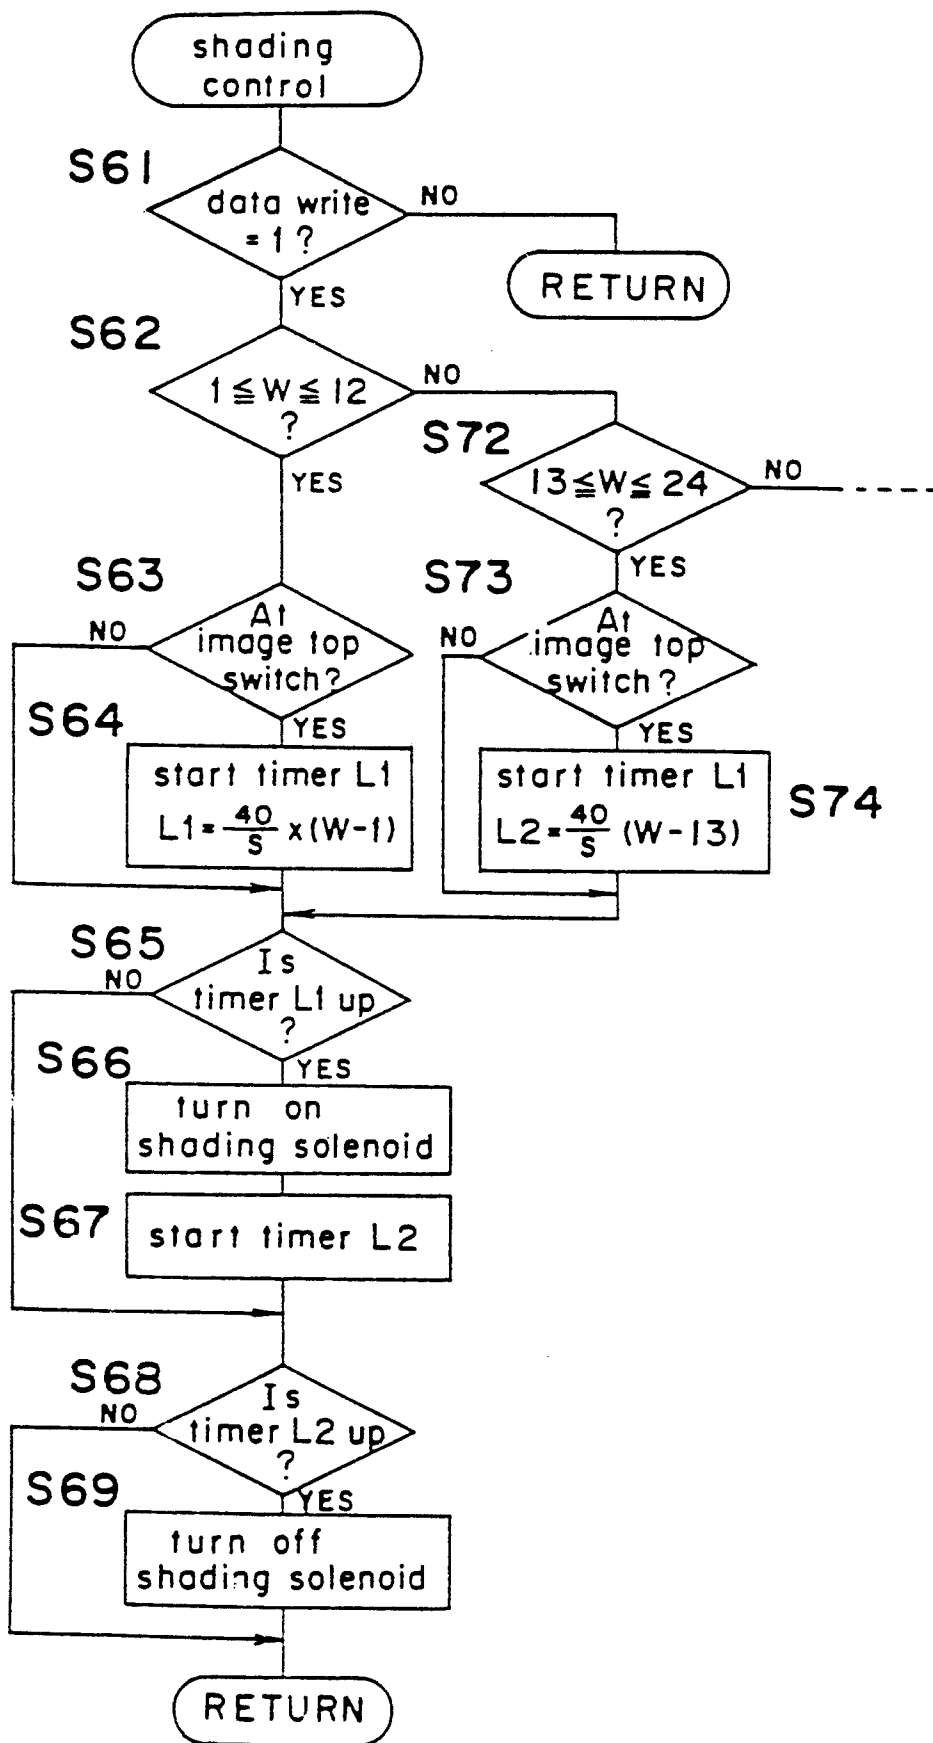 shading
control
S61
data write
= 1 ?
NO
RETURN
YES
S62
1 ≦ W ≦ 12
?
NO
YES
S72
13 ≦ W ≦ 24
?
NO
YES
S63
At
image top
switch?
NO
YES
S73
At
image top
switch?
NO
YES
S64
start timer L1
L1 = 40/S x (W-1)
start timer L1
L2 = 40/S (W-13)
S74
S65
Is
timer L1 up
?
NO
YES
S66
turn on
shading solenoid
S67
start timer L2
S68
Is
timer L2 up
?
NO
YES
S69
turn off
shading solenoid
RETURN